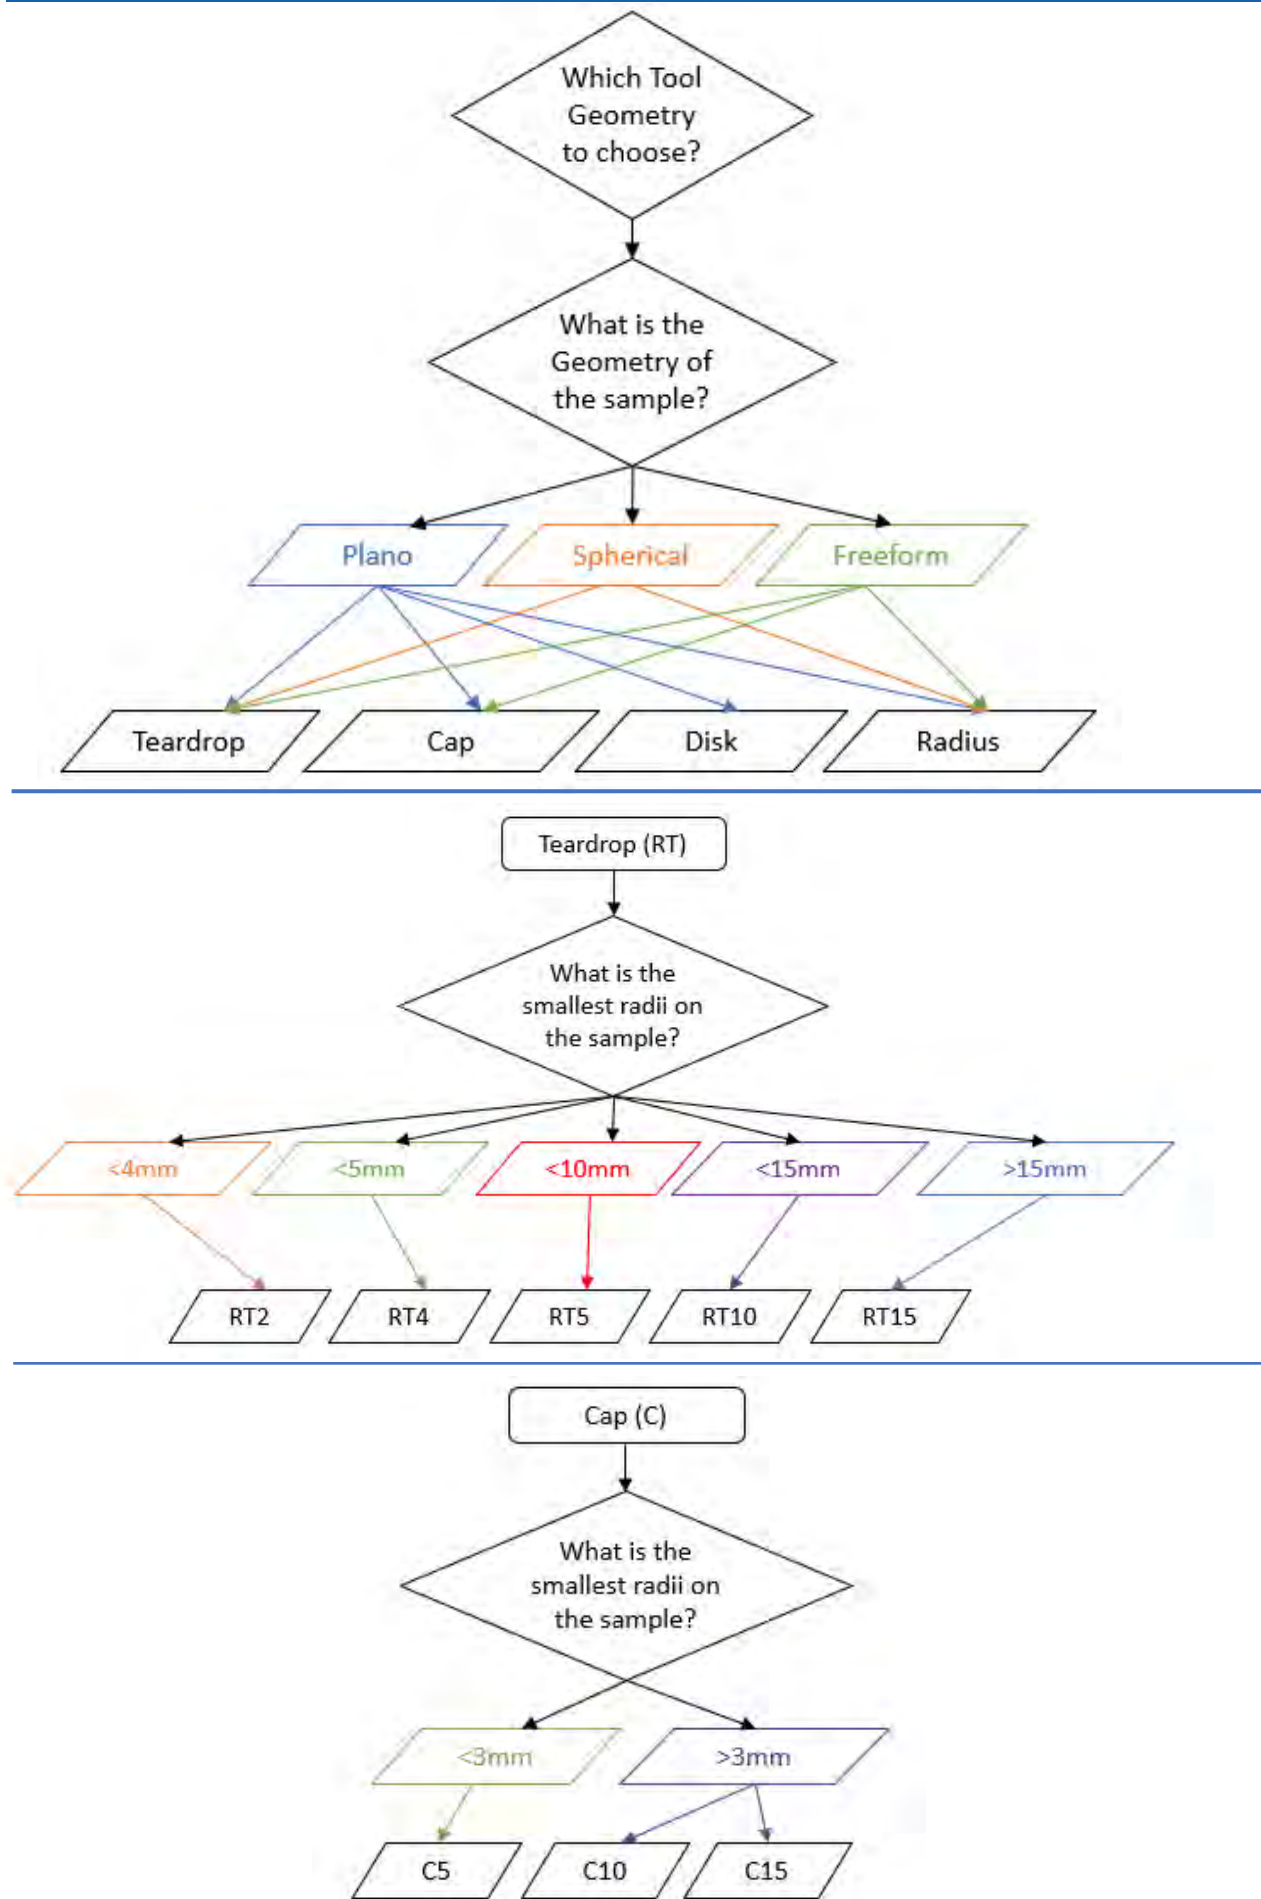 Which Tool
Geometry
to choose?
What is the
Geometry of
the sample?
Plano
Spherical
Freeform
Teardrop
Cap
Disk
Radius
Teardrop (RT)
What is the
smallest radii on
the sample?
<4mm
<5mm
<10mm
<15mm
>15mm
RT2
RT4
RT5
RT10
RT15
Cap (C)
What is the
smallest radii on
the sample?
<3mm
>3mm
C5
C10
C15